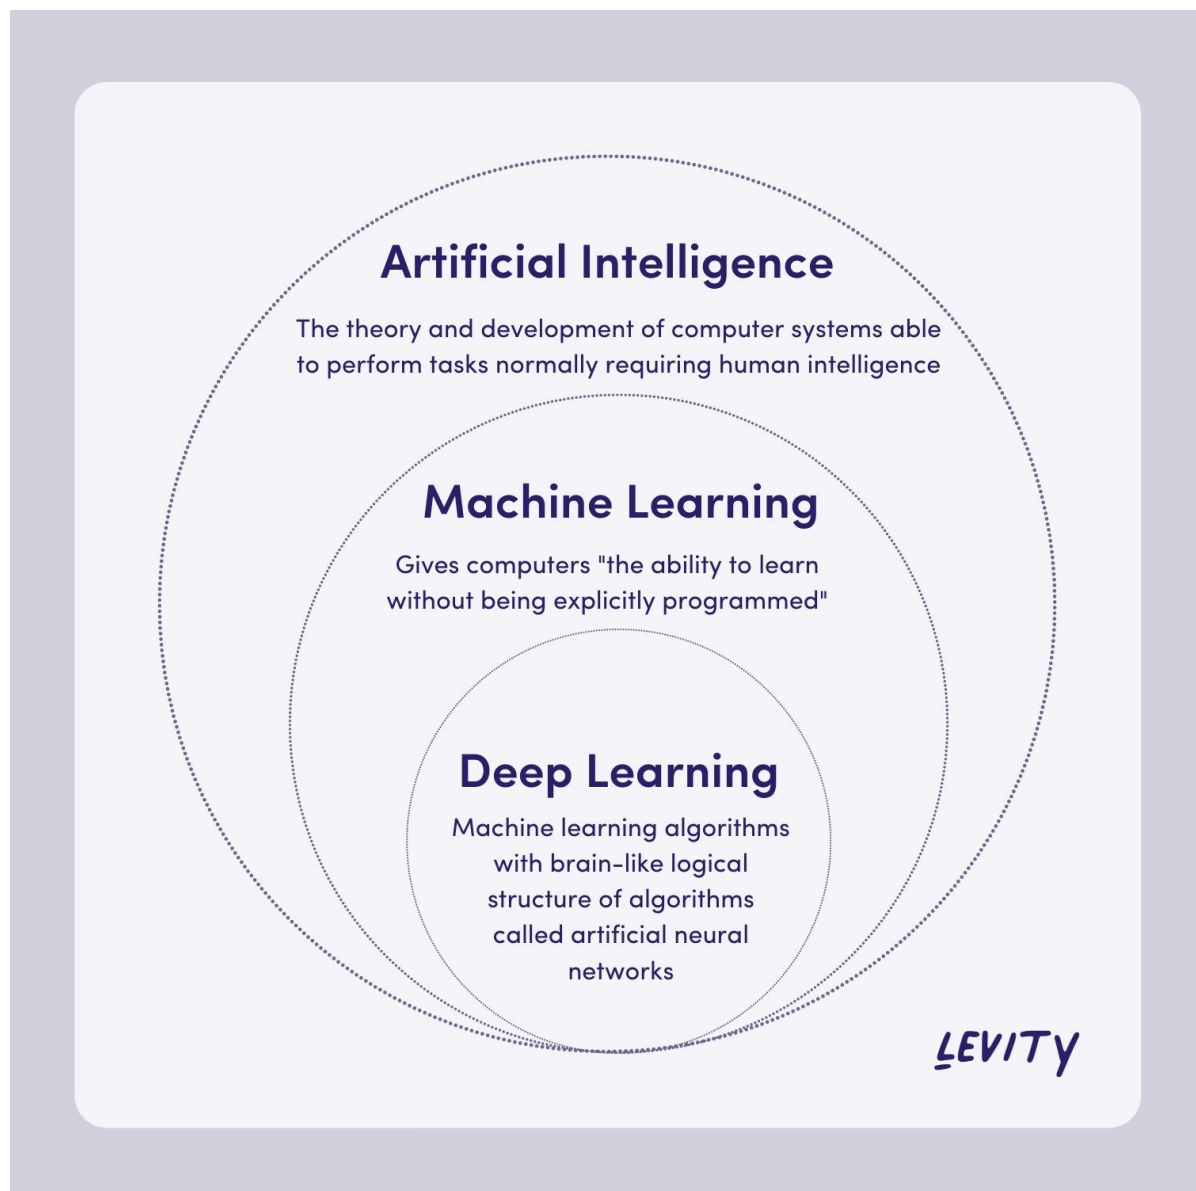 Artificial Intelligence
The theory and development of computer systems able
to perform tasks normally requiring human intelligence
Machine Learning
Gives computers "the ability to learn
without being explicitly programmed"
Deep Learning
Machine learning algorithms
with brain-like logical
structure of algorithms
called artificial neural
networks
LEVITY